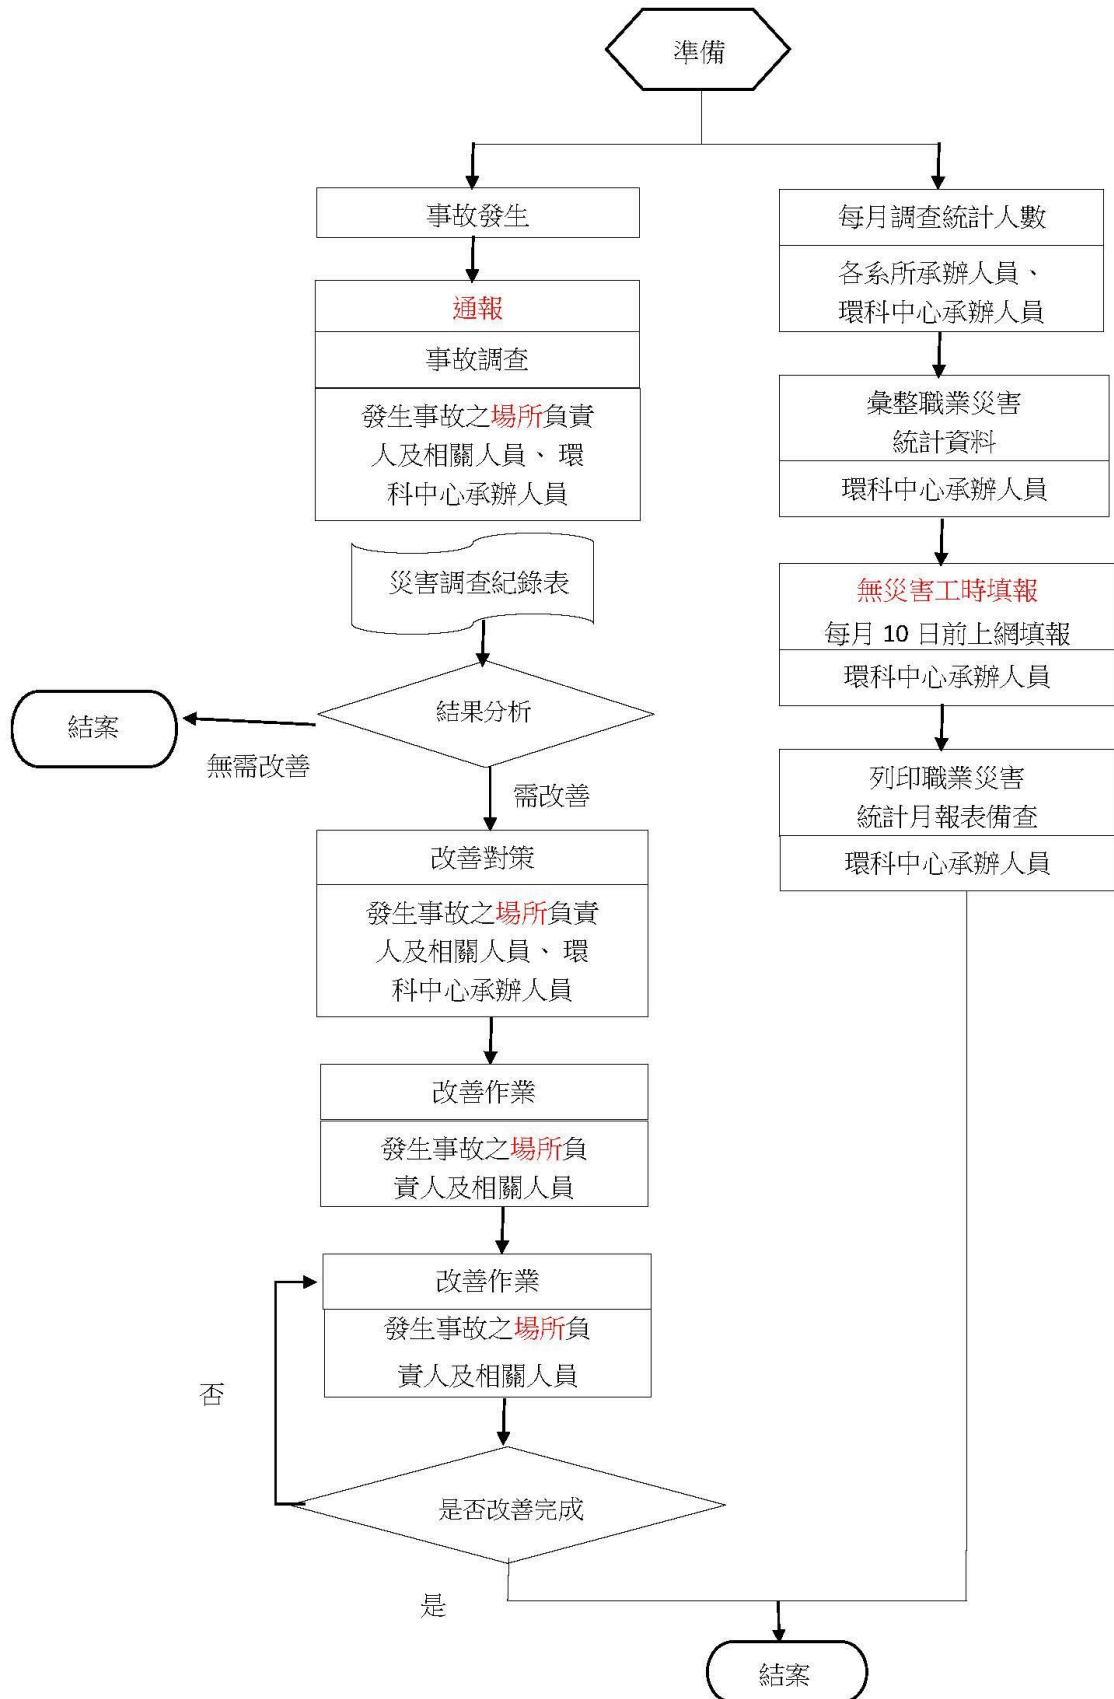 準備
事故發生
通報
事故調查
發生事故之場所負責
人及相關人員、環
科中心承辦人員
災害調查紀錄表
結果分析
結案
無需改善
需改善
改善對策
發生事故之場所負責
人及相關人員、環
科中心承辦人員
改善作業
發生事故之場所負
責人及相關人員
改善作業
發生事故之場所負
責人及相關人員
否
是否改善完成
是
每月調查統計人數
各系所承辦人員、
環科中心承辦人員
彙整職業災害
統計資料
環科中心承辦人員
無災害工時填報
每月 10 日前上網填報
環科中心承辦人員
列印職業災害
統計月報表備查
環科中心承辦人員
結案